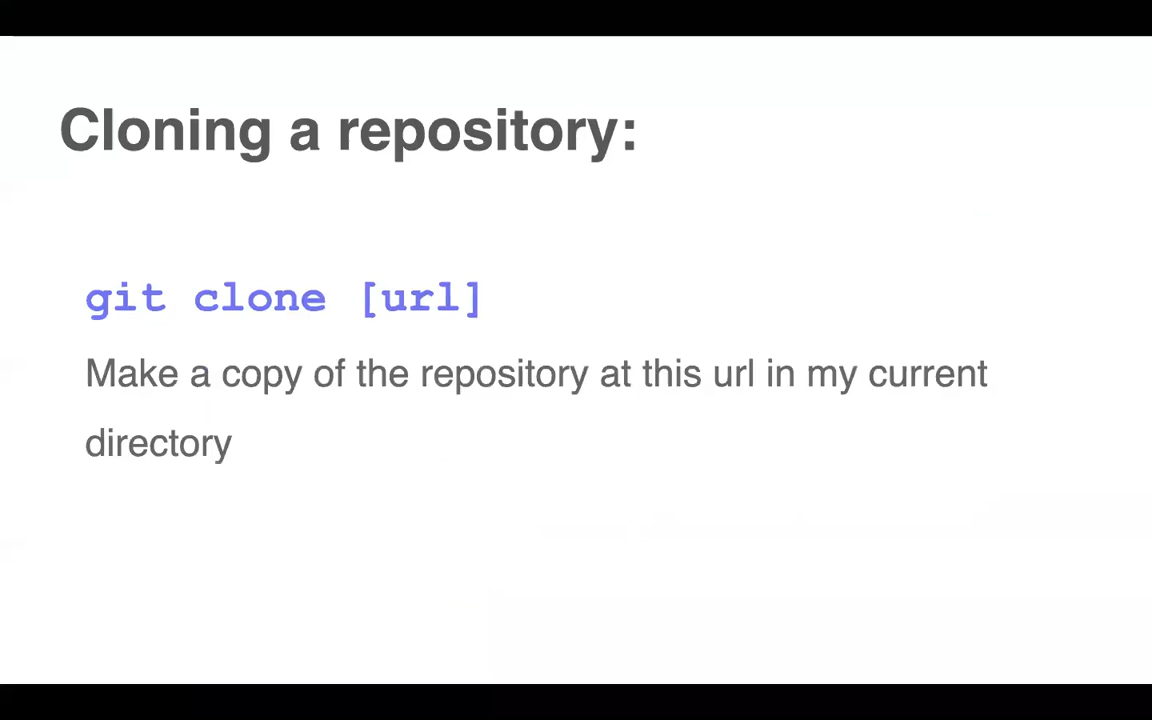 Cloning a repository:
git clone [url]
Make a copy of the repository at this url in my current
directory